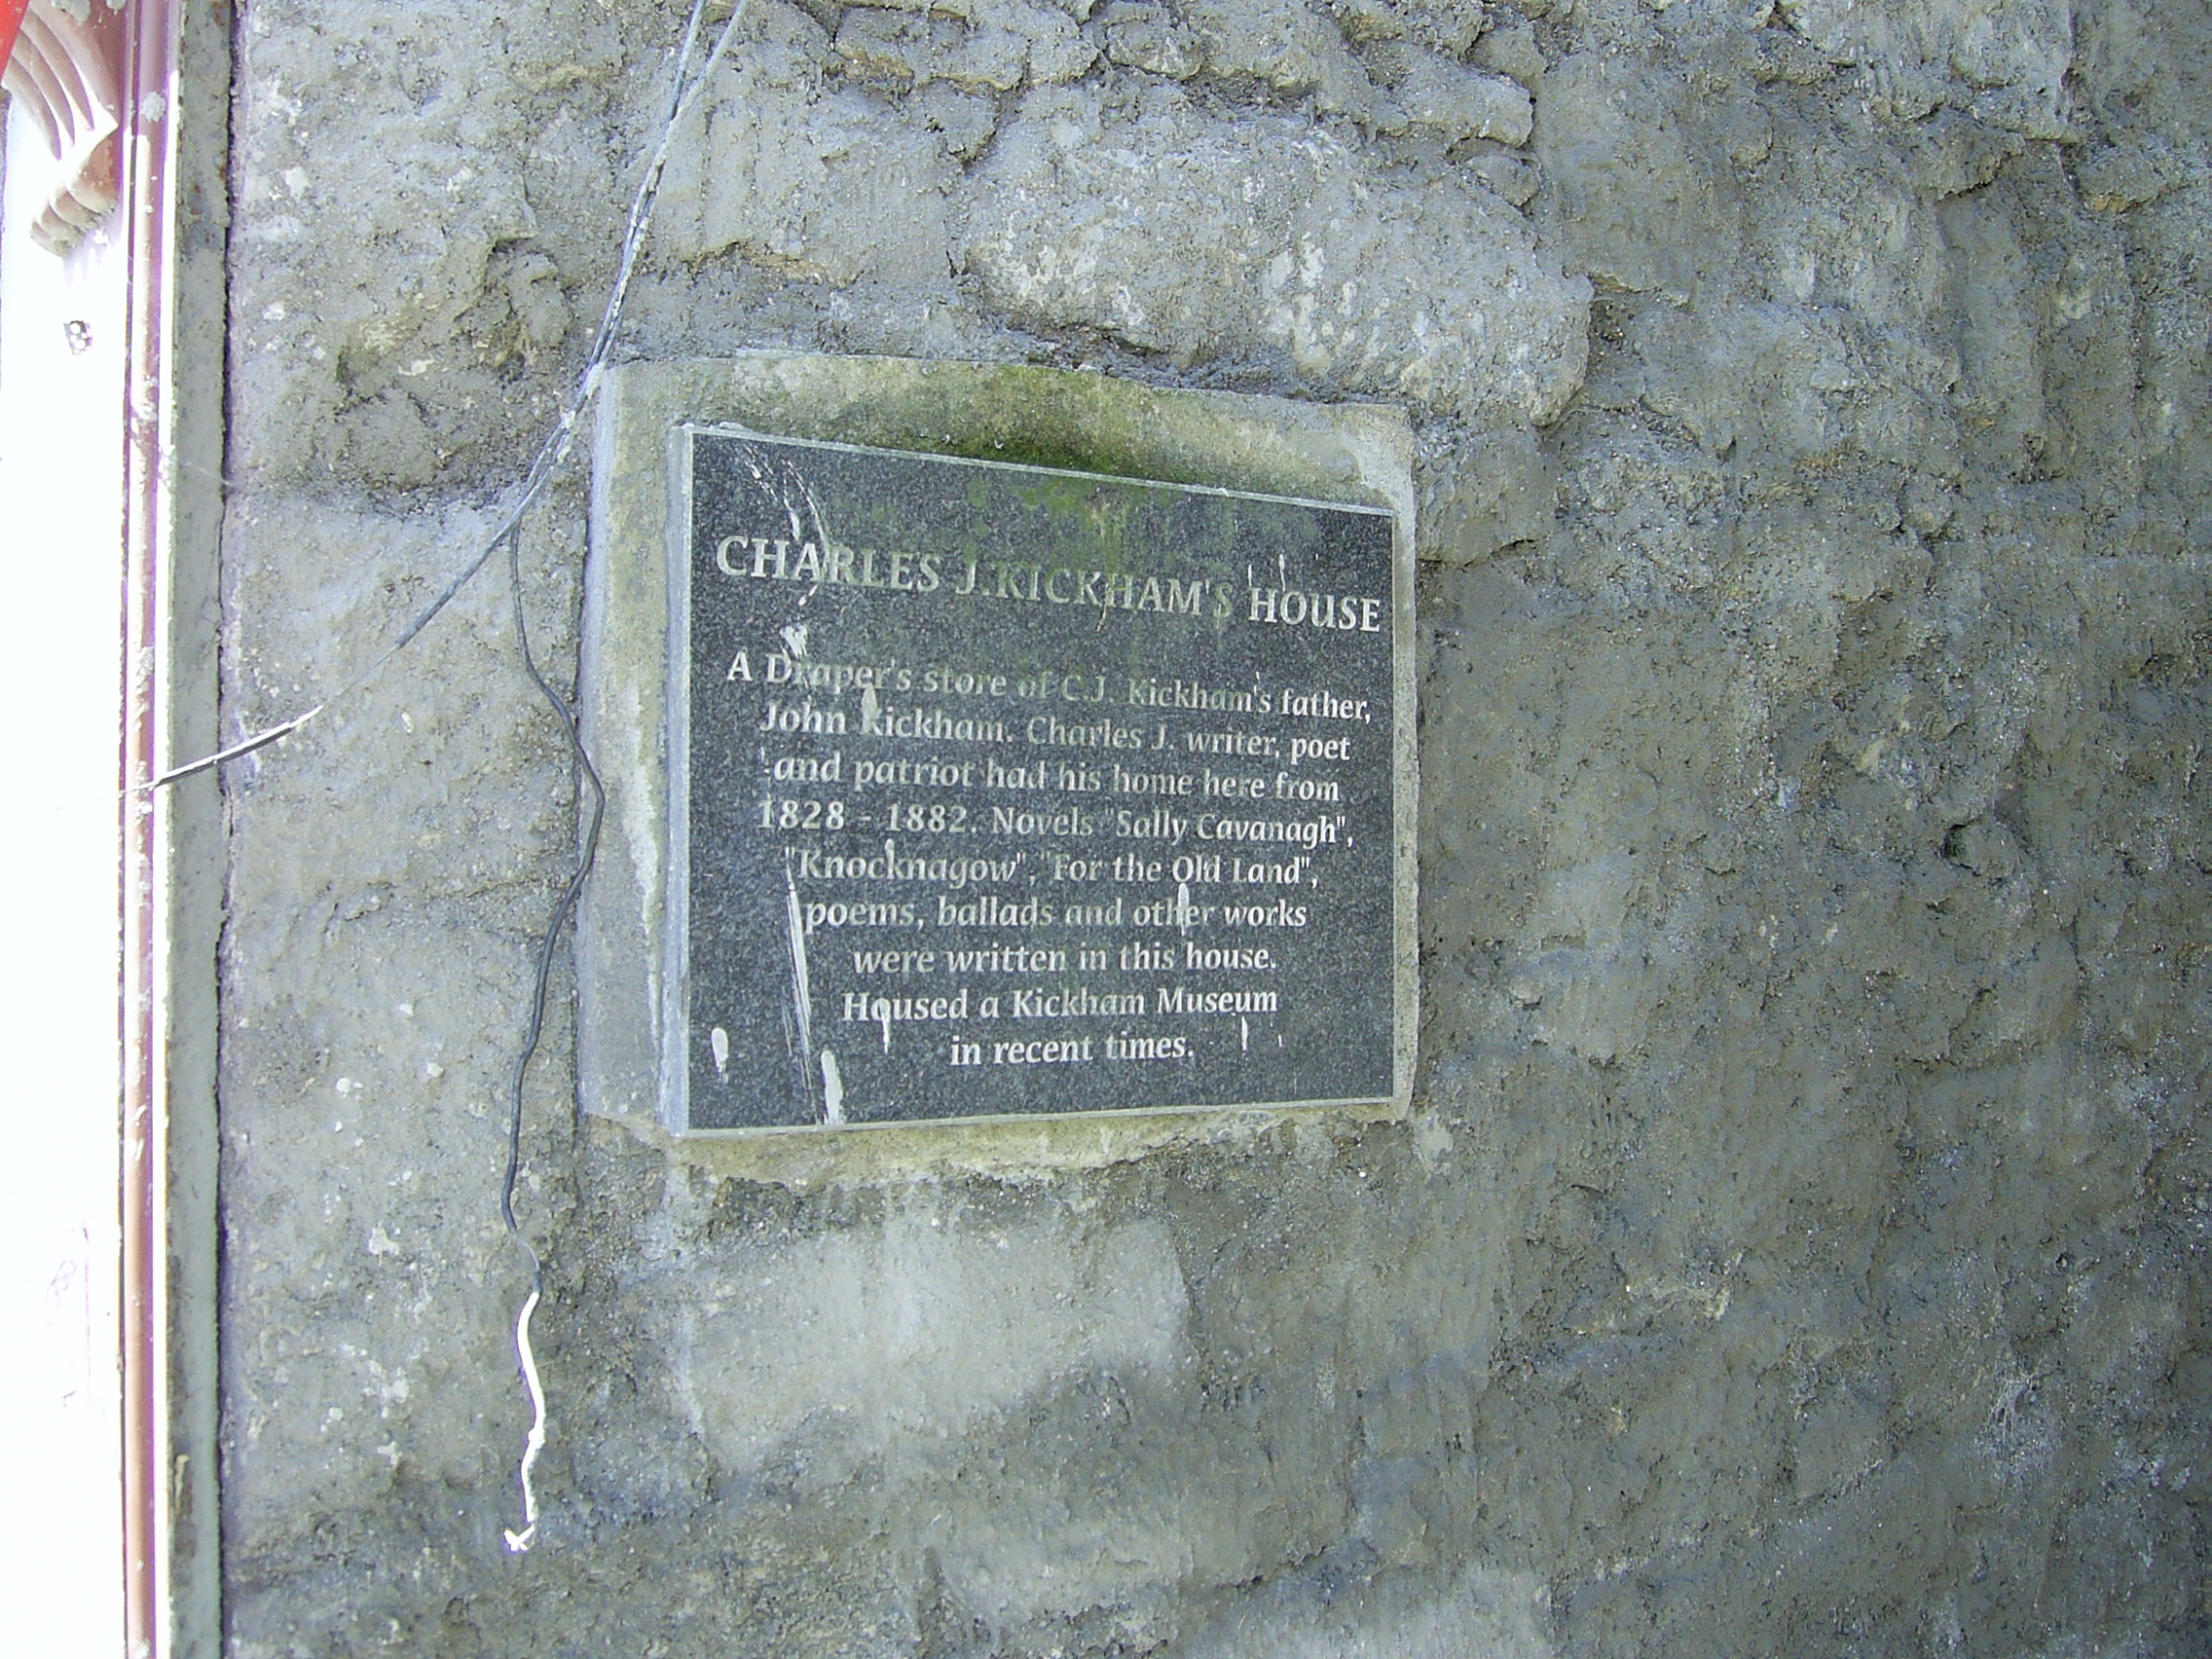 CHARLES J.KICKHAM'S HOUSE
A Draper's store of C.J. Kickham's father,
John Kickham. Charles J. writer, poet
and patriot had his home here from
1828 - 1882. Novels "Sally Cavanagh",
"Knocknagow", "For the Old Land",
poems, ballads and other works
were written in this house.
Housed a Kickham Museum
in recent times.